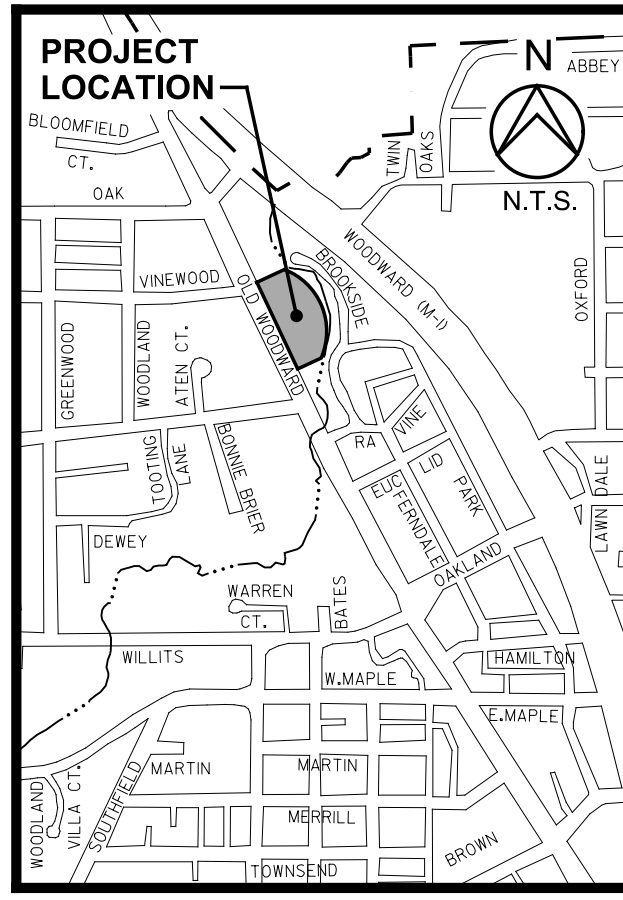 PROJECT
LOCATION
N
ABBEY
BLOOMFIELD
CT.
TWIN
OAKS
OAK
N.T.S.
WOODWARD (M-1)
BROOKSIDE
OXFORD
VINEWOOD
OLD WOODWARD
GREENWOOD
WOODLAND
ATEN CT.
VINE
RA
TOOTING
LANE
BONNIE BRIER
LID
EUC
FERNDALE
PARK
LAWN DALE
DEWEY
OAKLAND
WARREN
CT.
BATES
WILLITS
HAMILTON
W.MAPLE
E.MAPLE
MARTIN
MARTIN
WOODLAND
VILLA CT.
SOUTHFIELD
MERRILL
BROWN
TOWNSEND